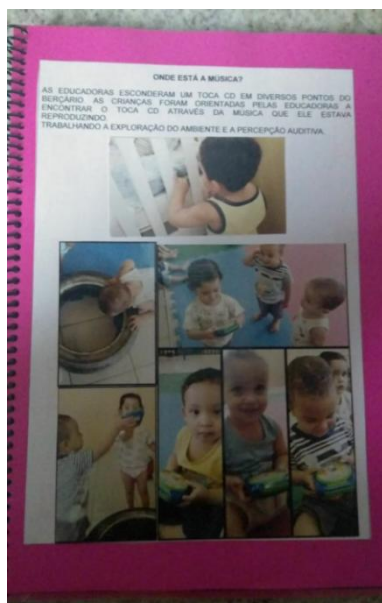 ONDE ESTÁ A MÚSICA?
AS EDUCADORAS ESCONDERAM UM TOCA CD EM DIVERSOS PONTOS DO
BERÇÁRIO. AS CRIANÇAS FORAM ORIENTADAS PELAS EDUCADORAS A
ENCONTRAR O TOCA CD ATRAVÉS DA MUSICA QUE ELE ESTAVA
REPRODUZINDO.
TRABALHANDO A EXPLORAÇÃO DO AMBIENTE E A PERCEPÇÃO AUDITIVA.